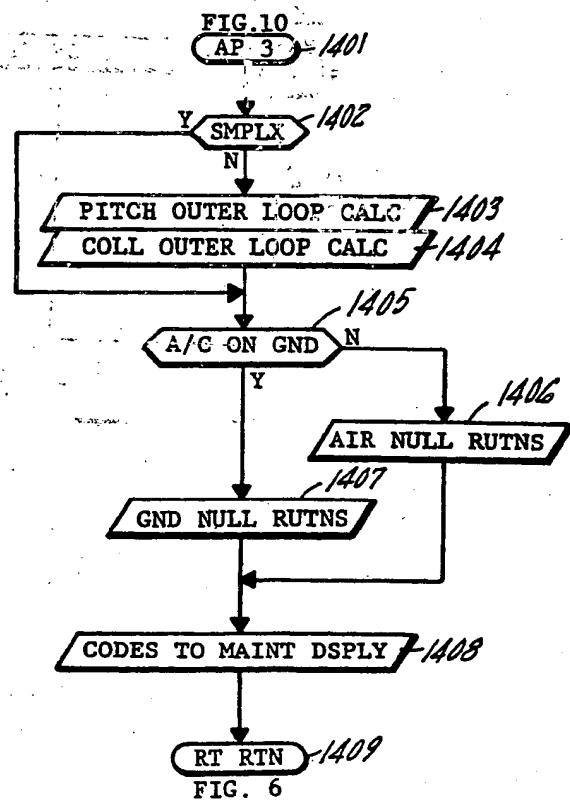 FIG.10
AP 3 1401
SMPLX 1402
Y
N
PITCH OUTER LOOP CALC 1403
COLL OUTER LOOP CALC 1404
A/C ON GND 1405
N
Y
AIR NULL RUTNS 1406
GND NULL RUTNS 1407
CODES TO MAINT DSPLY 1408
RT RTN 1409
FIG. 6